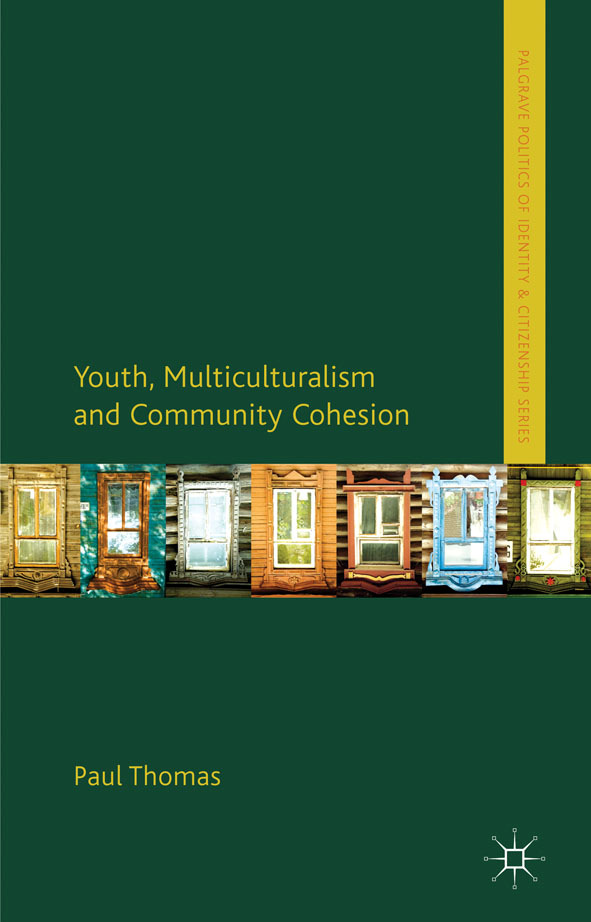 PALGRAVE POLITICS OF IDENTITY & CITIZENSHIP SERIES
Youth, Multiculturalism
and Community Cohesion
Paul Thomas